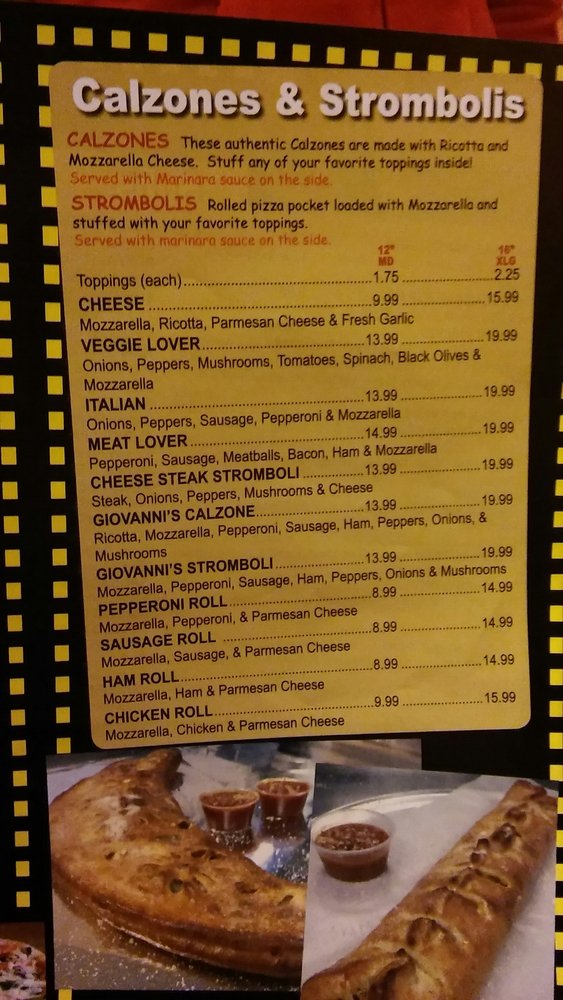 Calzones & Strombolis
CALZONES These authentic Calzones are made with Ricotta and
Mozzarella Cheese. Stuff any of your favorite toppings inside!
Served with Marinara sauce on the side.
STROMBOLIS Rolled pizza pocket loaded with Mozzarella and
stuffed with your favorite toppings.
Served with marinara sauce on the side.
12" 16"
MD XLG
Toppings (each) 1.75 2.25
CHEESE 9.99 15.99
Mozzarella, Ricotta, Parmesan Cheese & Fresh Garlic
VEGGIE LOVER 13.99 19.99
Onions, Peppers, Mushrooms, Tomatoes, Spinach, Black Olives &
Mozzarella
ITALIAN 13.99 19.99
Onions, Peppers, Sausage, Pepperoni & Mozzarella
MEAT LOVER 14.99 19.99
Pepperoni, Sausage, Meatballs, Bacon, Ham & Mozzarella
CHEESE STEAK STROMBOLI 13.99 19.99
Steak, Onions, Peppers, Mushrooms & Cheese
GIOVANNI'S CALZONE 13.99 19.99
Ricotta, Mozzarella, Pepperoni, Sausage, Ham, Peppers, Onions, &
Mushrooms
GIOVANNI'S STROMBOLI 13.99 19.99
Mozzarella, Pepperoni, Sausage, Ham, Peppers, Onions & Mushrooms
PEPPERONI ROLL 8.99 14.99
Mozzarella, Pepperoni, & Parmesan Cheese
SAUSAGE ROLL 8.99 14.99
Mozzarella, Sausage, & Parmesan Cheese
HAM ROLL 8.99 14.99
Mozzarella, Ham & Parmesan Cheese
CHICKEN ROLL 9.99 15.99
Mozzarella, Chicken & Parmesan Cheese